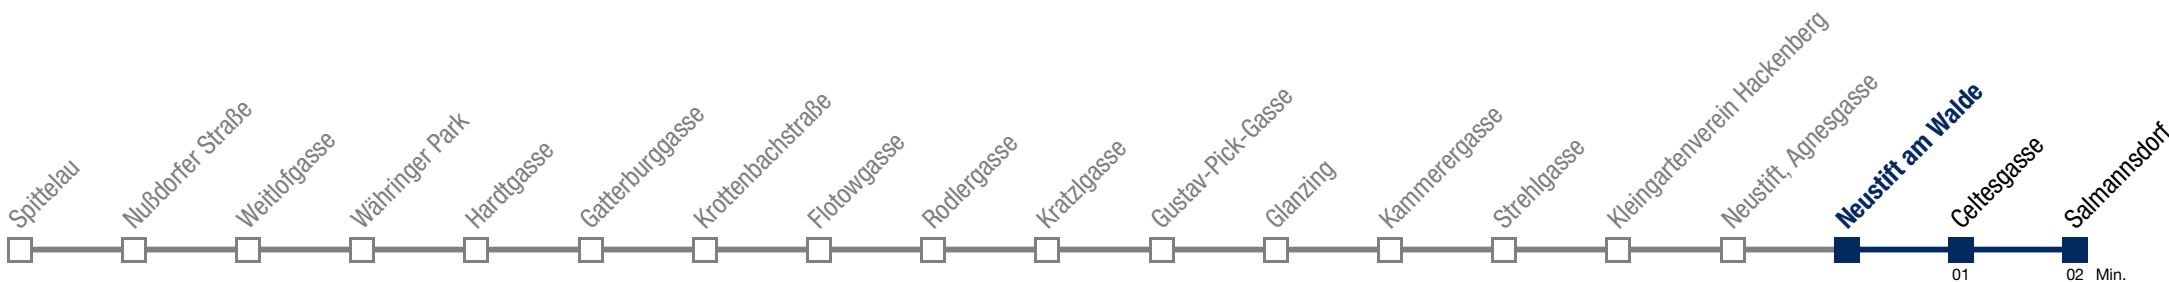 Spittelau
Nußdorfer Straße
Weitlofgasse
Währinger Park
Hardtgasse
Gatterburggasse
Krottenbachstraße
Flotowgasse
Rodlergasse
Kratzlgasse
Gustav-Pick-Gasse
Glanzing
Kammerergasse
Strehlgasse
Kleingartenverein Hackenberg
Neustift, Agnesgasse
Neustift am Walde
Celtesgasse
Salmannsdorf
01 02 Min.